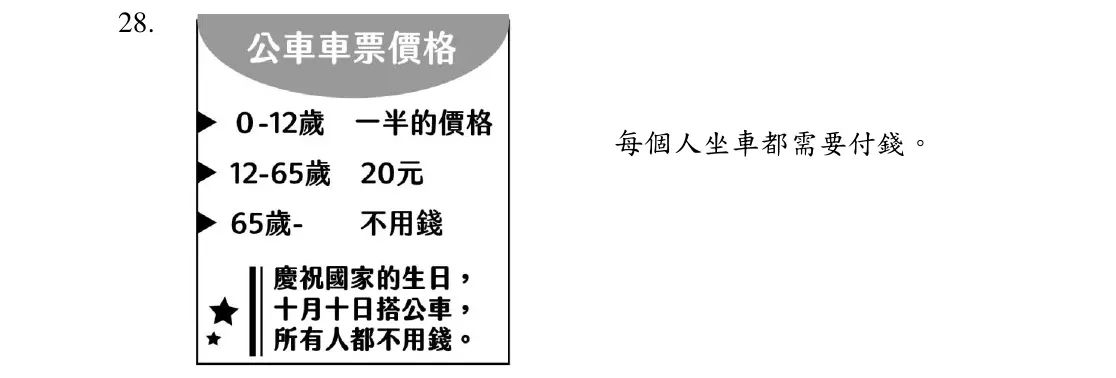 28.
公車車票價格
0-12歲 一半的價格
12-65歲 20元
65歲- 不用錢
慶祝國家的生日，
十月十日搭公車，
所有人都不用錢。
每個人坐車都需要付錢。